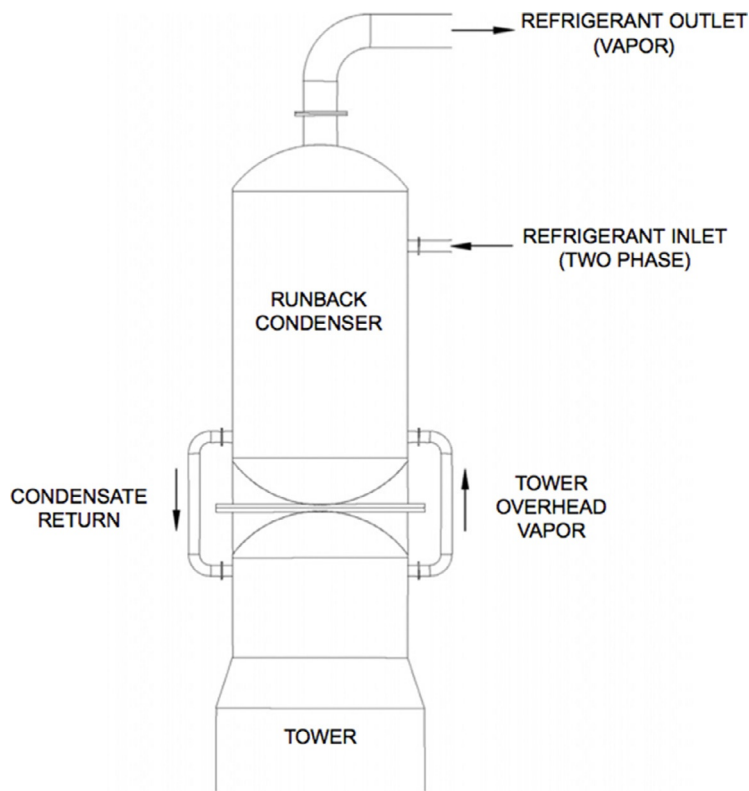 REFRIGERANT OUTLET
(VAPOR)
REFRIGERANT INLET
(TWO PHASE)
RUNBACK
CONDENSER
CONDENSATE
RETURN
TOWER
OVERHEAD
VAPOR
TOWER